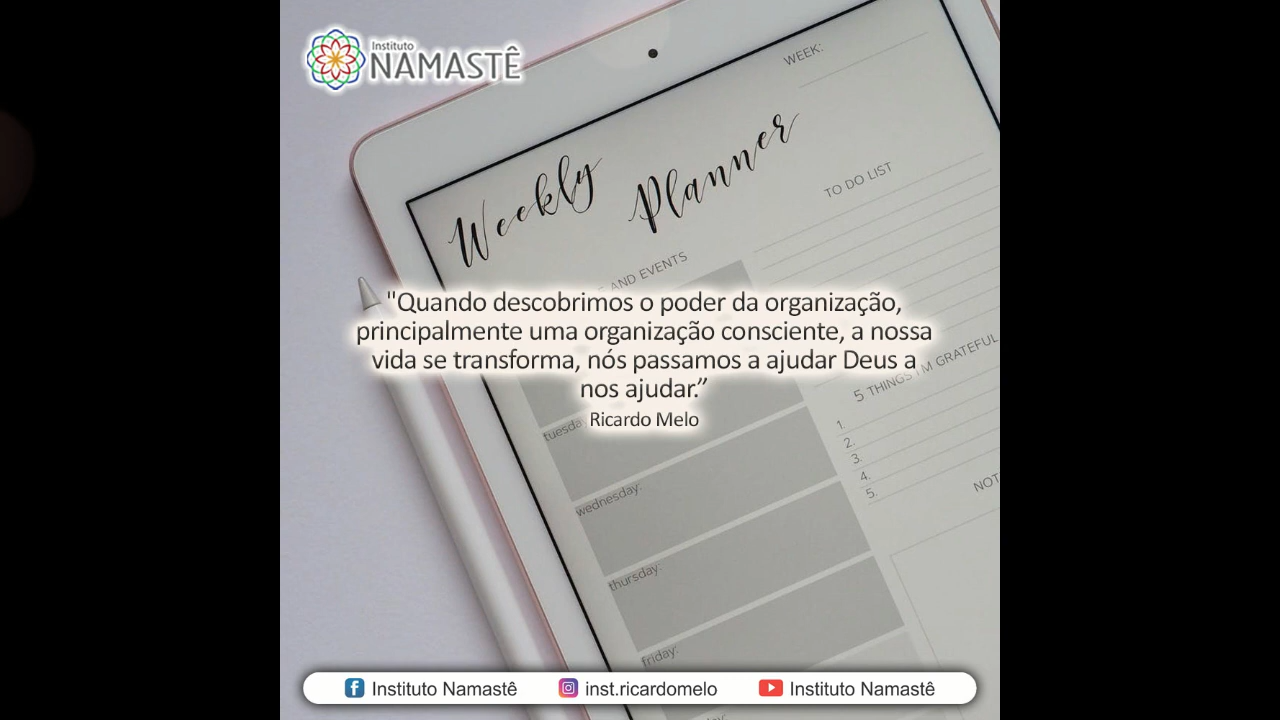 Instituto
NAMASTÊ
WEEK:
Weekly Planner
TO DO LIST
AND EVENTS
"Quando descobrimos o poder da organização,
principalmente uma organização consciente, a nossa
vida se transforma, nós passamos a ajudar Deus a
nos ajudar.”
Ricardo Melo
5 THINGS I'M GRATEFUL
1.
2.
3.
4.
5.
wednesday:
thursday:
friday:
Instituto Namastê
inst.ricardomelo
Instituto Namastê